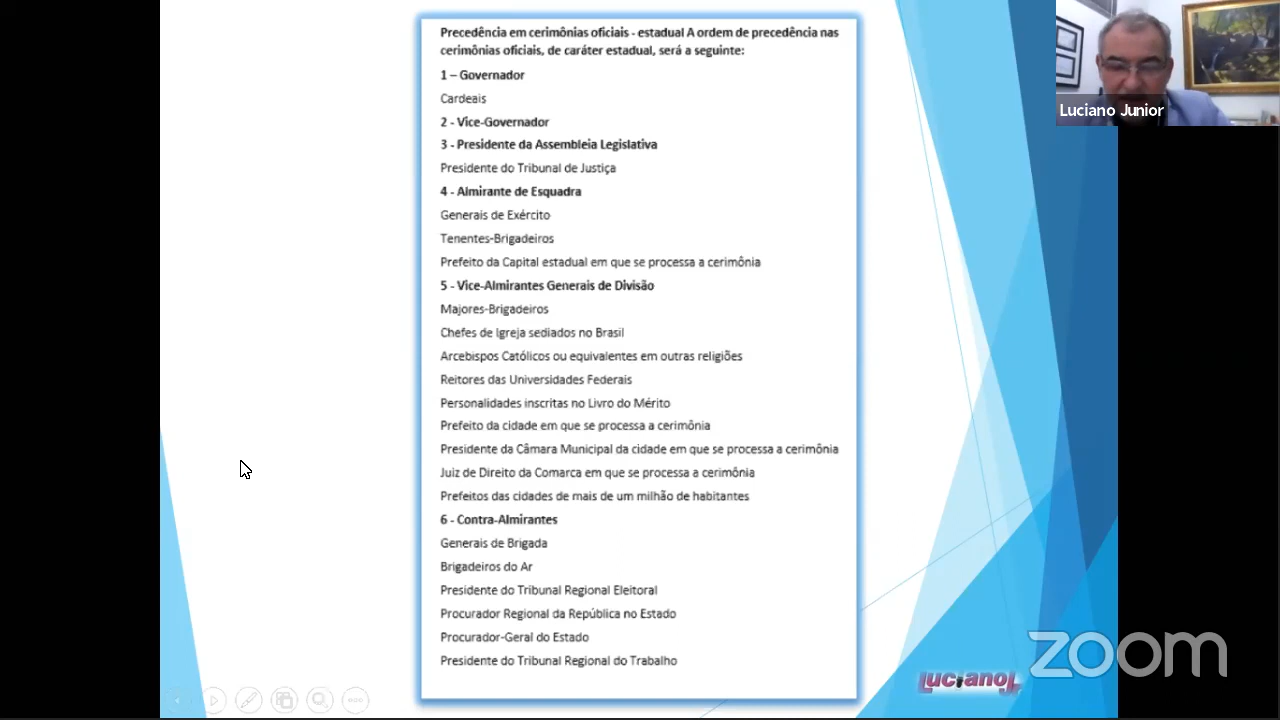 Precedência em cerimônias oficiais - estadual A ordem de precedência nas
cerimônias oficiais, de caráter estadual, será a seguinte:
1 – Governador
Cardeais
2 - Vice-Governador
3 - Presidente da Assembleia Legislativa
Presidente do Tribunal de Justiça
4 - Almirante de Esquadra
Generais de Exército
Tenentes-Brigadeiros
Prefeito da Capital estadual em que se processa a cerimônia
5 - Vice-Almirantes Generais de Divisão
Majores-Brigadeiros
Chefes de Igreja sediados no Brasil
Arcebispos Católicos ou equivalentes em outras religiões
Reitores das Universidades Federais
Personalidades inscritas no Livro do Mérito
Prefeito da cidade em que se processa a cerimônia
Presidente da Câmara Municipal da cidade em que se processa a cerimônia
Juiz de Direito da Comarca em que se processa a cerimônia
Prefeitos das cidades de mais de um milhão de habitantes
6 - Contra-Almirantes
Generais de Brigada
Brigadeiros do Ar
Presidente do Tribunal Regional Eleitoral
Procurador Regional da República no Estado
Procurador-Geral do Estado
Presidente do Tribunal Regional do Trabalho
Luciano Junior
LucianoJr
zoom